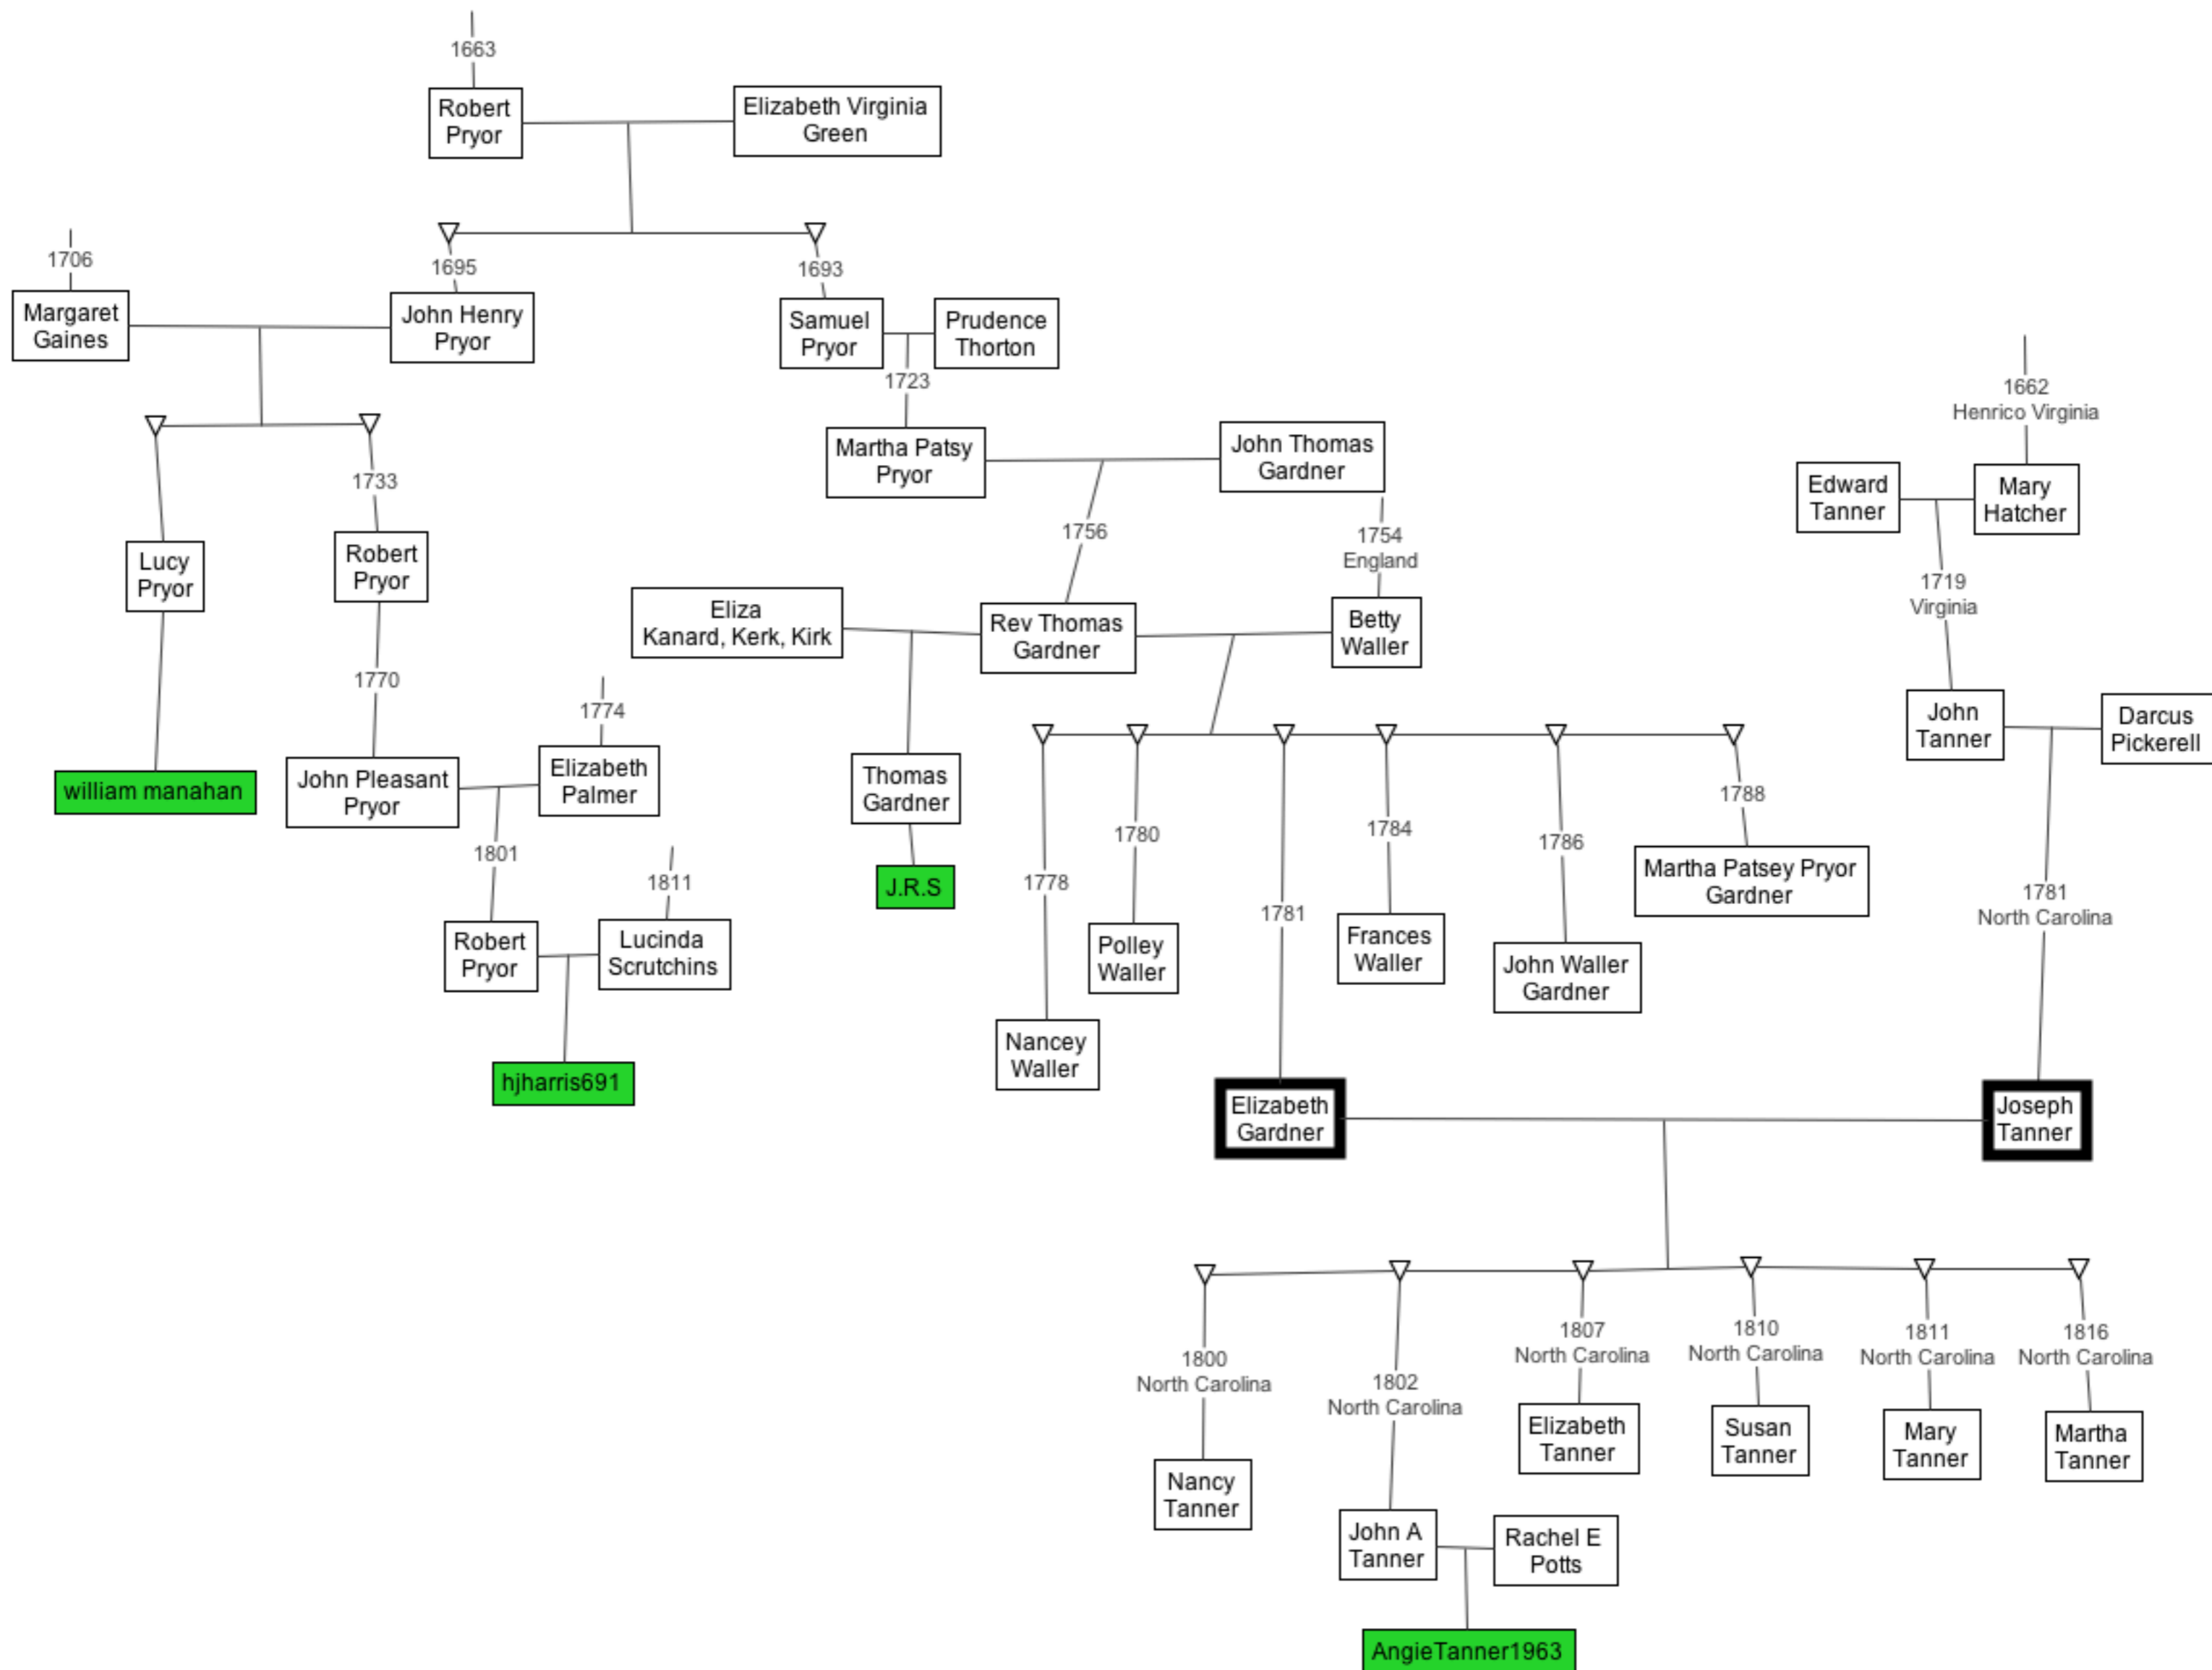 1663
Robert
Pryor
Elizabeth Virginia
Green
1706
1695
1693
Margaret
Gaines
John Henry
Pryor
Samuel
Pryor
Prudence
Thorton
1723
1662
Henrico Virginia
Martha Patsy
Pryor
John Thomas
Gardner
1733
1756
1754
England
Edward
Tanner
Mary
Hatcher
Lucy
Pryor
Robert
Pryor
1719
Virginia
Eliza
Kanard, Kerk, Kirk
Rev Thomas
Gardner
Betty
Waller
1770
1774
John
Tanner
Darcus
Pickerell
william manahan
John Pleasant
Pryor
Elizabeth
Palmer
Thomas
Gardner
1778
1780
1781
1784
1786
1788
1801
1811
J.R.S
Martha Patsey Pryor
Gardner
1781
North Carolina
Robert
Pryor
Lucinda
Scrutchins
Polley
Waller
Frances
Waller
John Waller
Gardner
Nancey
Waller
hjharris691
Elizabeth
Gardner
Joseph
Tanner
1800
North Carolina
1802
North Carolina
1807
North Carolina
1810
North Carolina
1811
North Carolina
1816
North Carolina
Nancy
Tanner
Elizabeth
Tanner
Susan
Tanner
Mary
Tanner
Martha
Tanner
John A
Tanner
Rachel E
Potts
AngieTanner1963